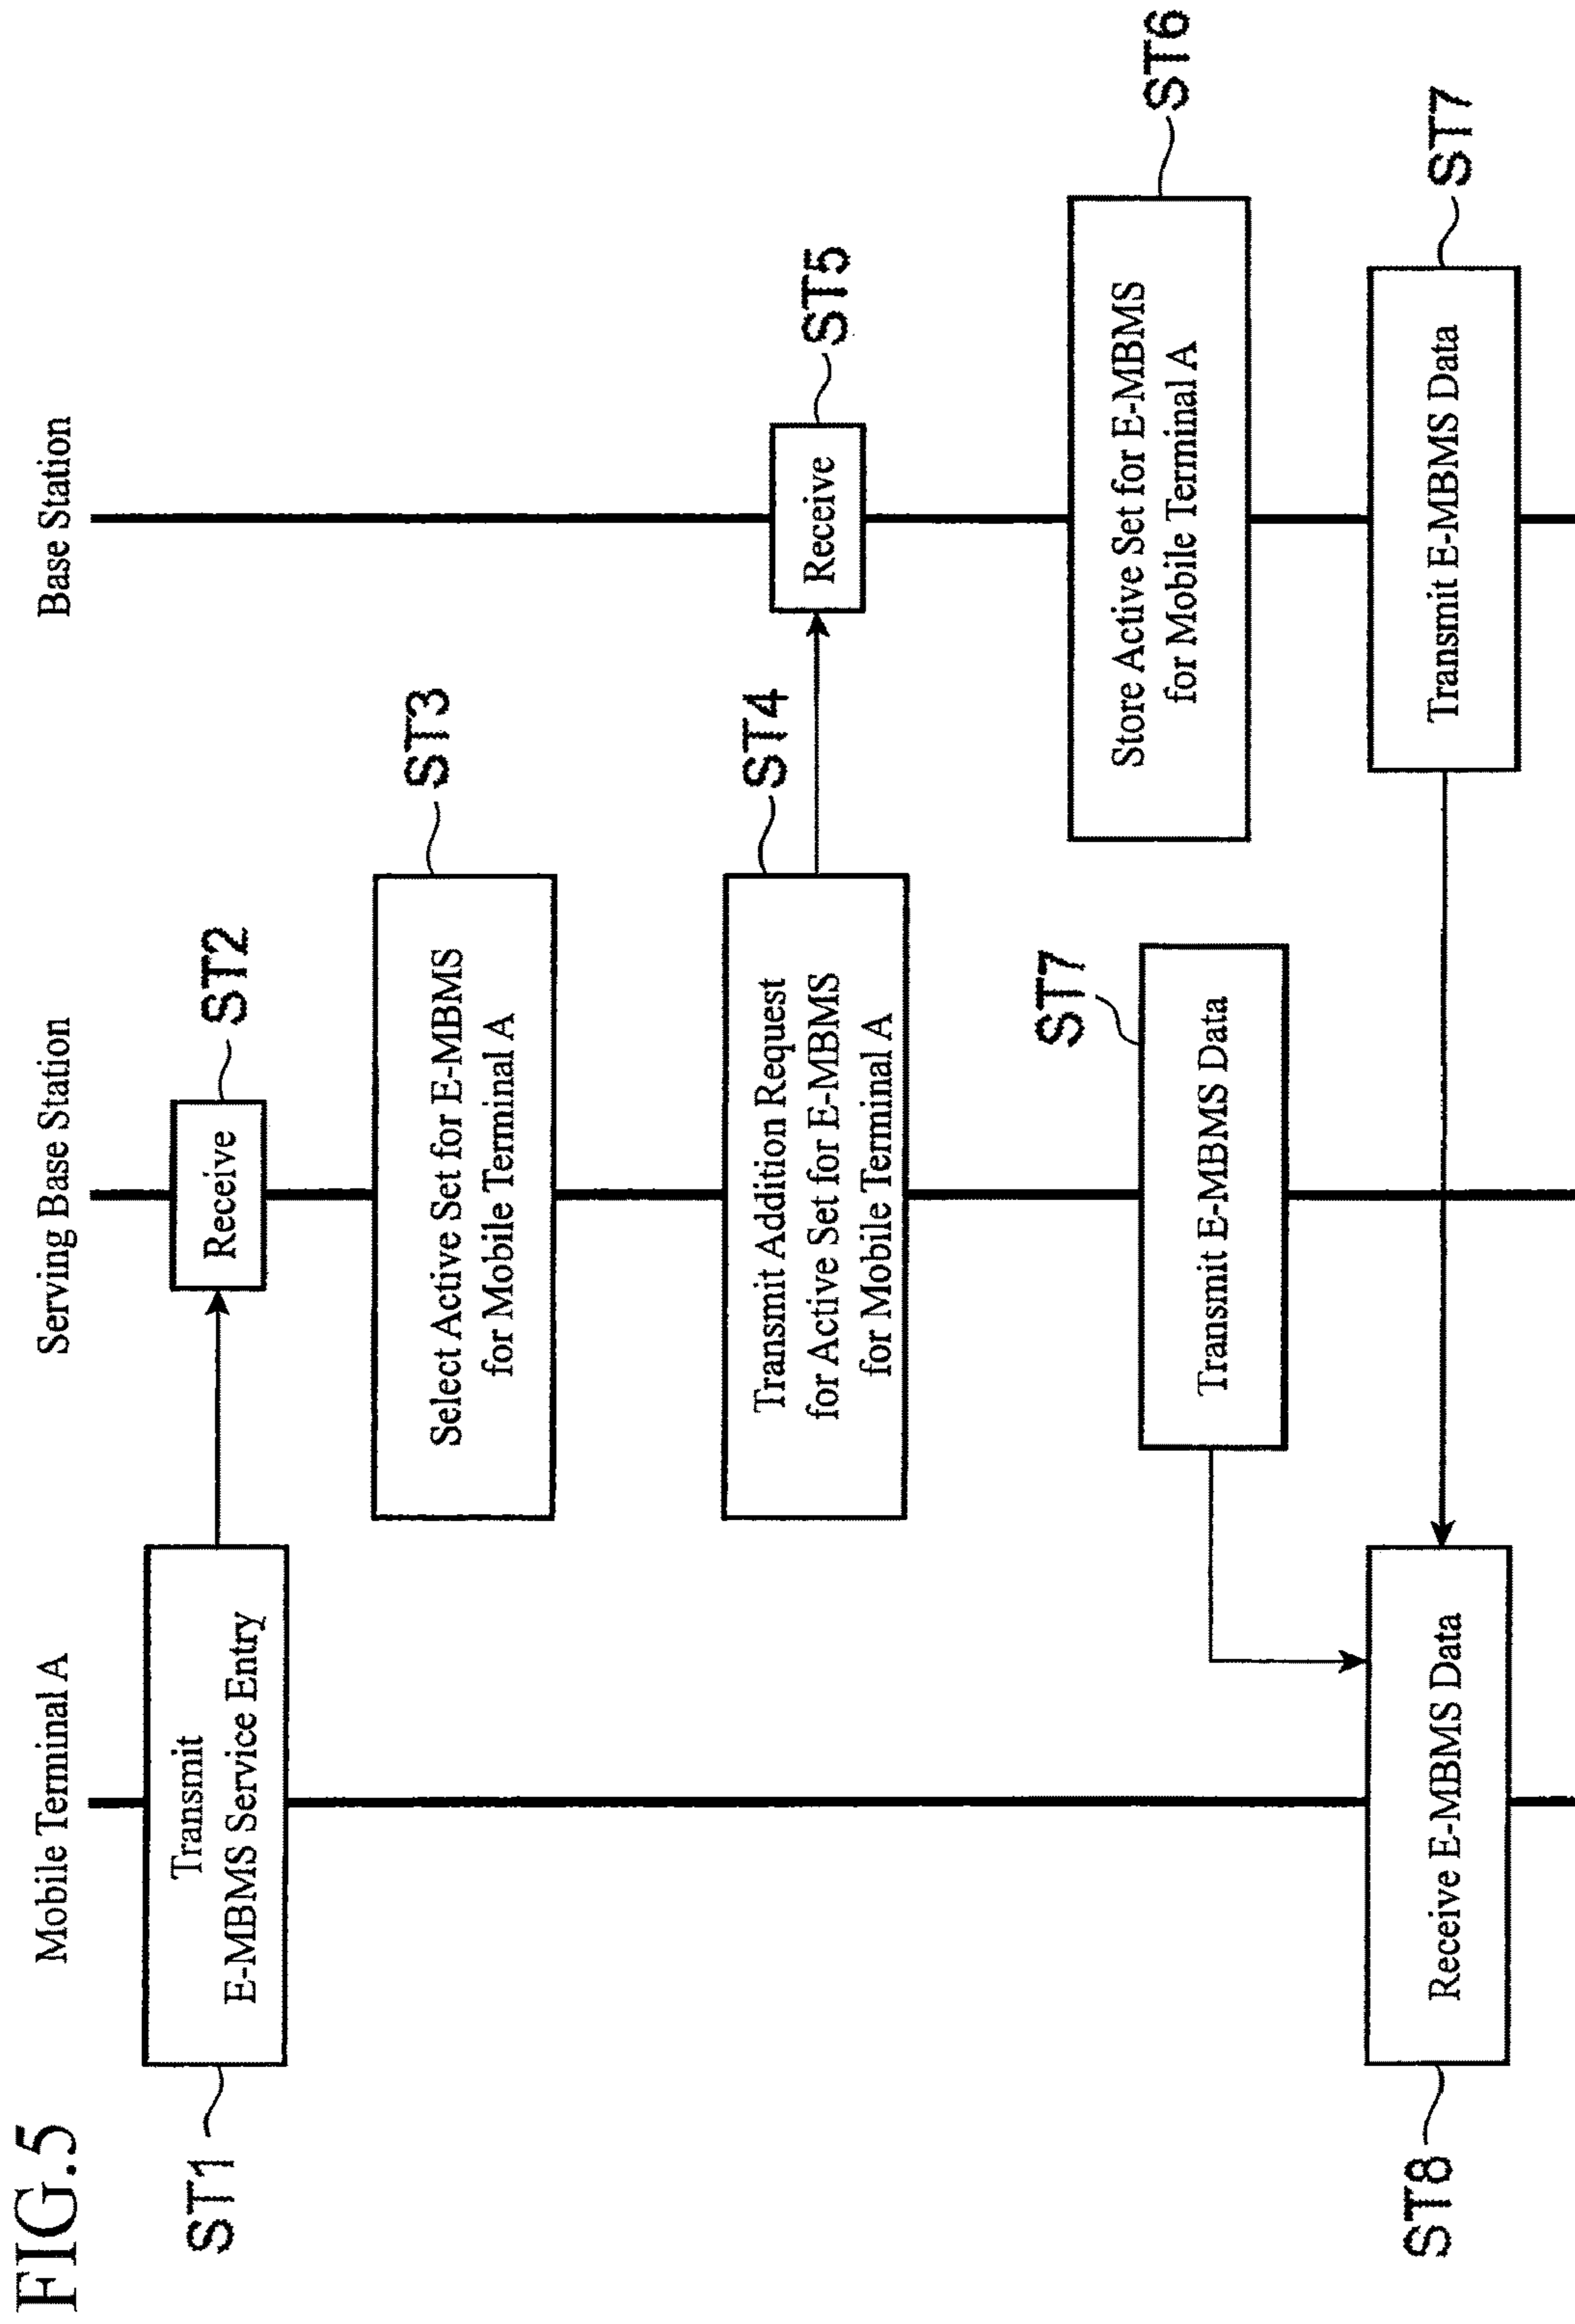 FIG.5
Mobile Terminal A
Serving Base Station
Base Station
ST1
Transmit
E-MBMS Service Entry
Receive
ST2
Select Active Set for E-MBMS
for Mobile Terminal A
ST3
Transmit Addition Request
for Active Set for E-MBMS
for Mobile Terminal A
ST4
Receive
ST5
Store Active Set for E-MBMS
for Mobile Terminal A
ST6
Transmit E-MBMS Data
ST7
Transmit E-MBMS Data
ST7
ST8
Receive E-MBMS Data